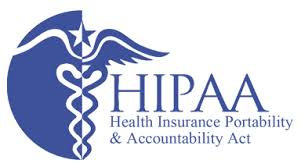 HIPAA
Health Insurance Portability
& Accountability Act